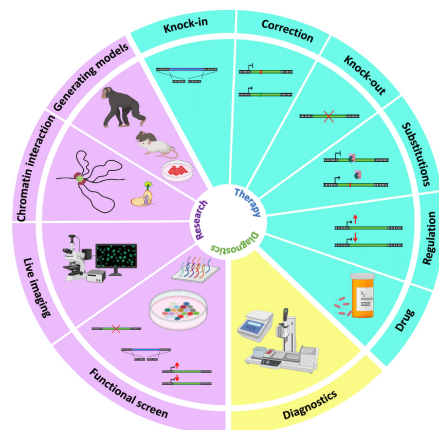 Knock-in
Correction
Knock-out
Substitutions
Regulation
Drug
Diagnostics
Functional screen
Live imaging
Chromatin interaction
Generating models
Therapy
Diagnostics
Research